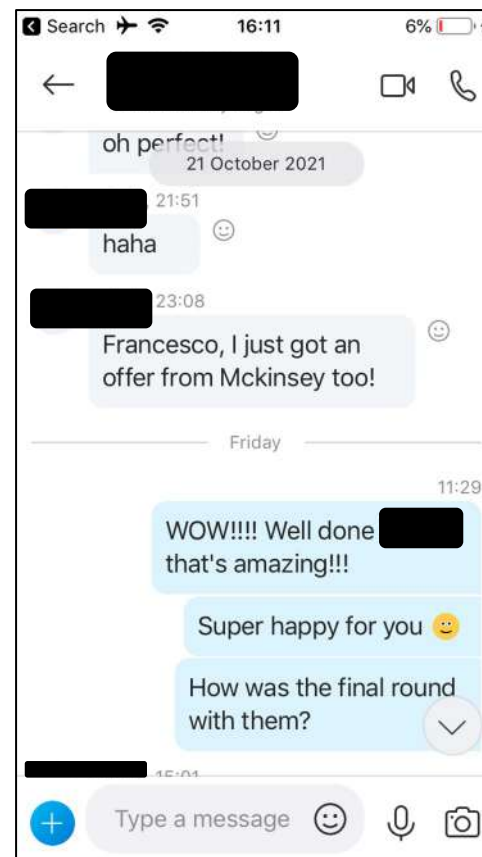 Search
16:11
6%
oh perfect!
21 October 2021
21:51
haha
23:08
Francesco, I just got an
offer from Mckinsey too!
Friday
11:29
WOW!!!! Well done
that's amazing!!!
Super happy for you
How was the final round
with them?
Type a message